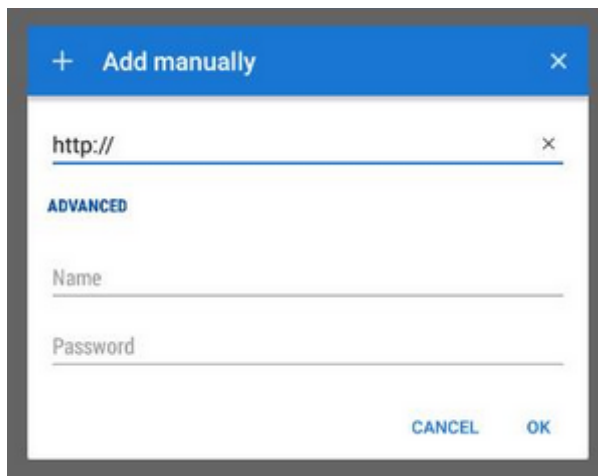 + Add manually ×
http:// ×
ADVANCED
Name
Password
CANCEL OK